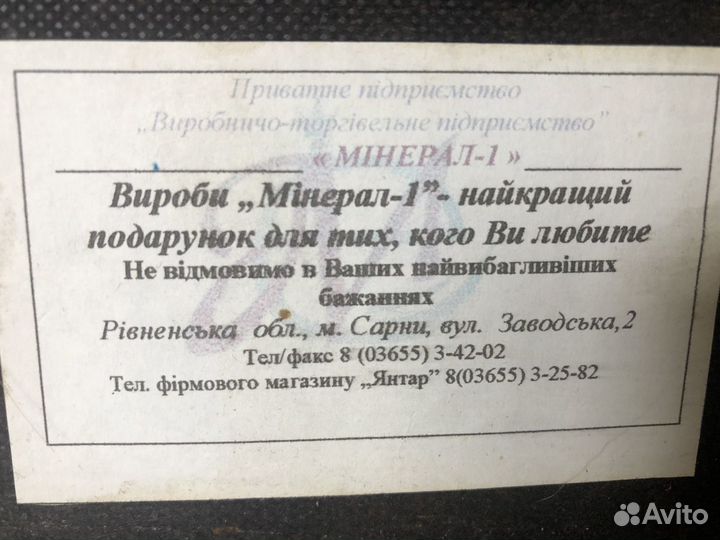 Приватне підприємство
„Виробничо-торгівельне підприємство”
« МІНЕРАЛ-1 »
Вироби „Мінерал-1”- найкращий
подарунок для тих, кого Ви любите
Не відмовимо в Ваших найвибагливіших
бажаннях
Рівненська обл., м. Сарни, вул. Заводська,2
Тел/факс 8 (03655) 3-42-02
Тел. фірмового магазину „Янтар” 8(03655) 3-25-82
Avito